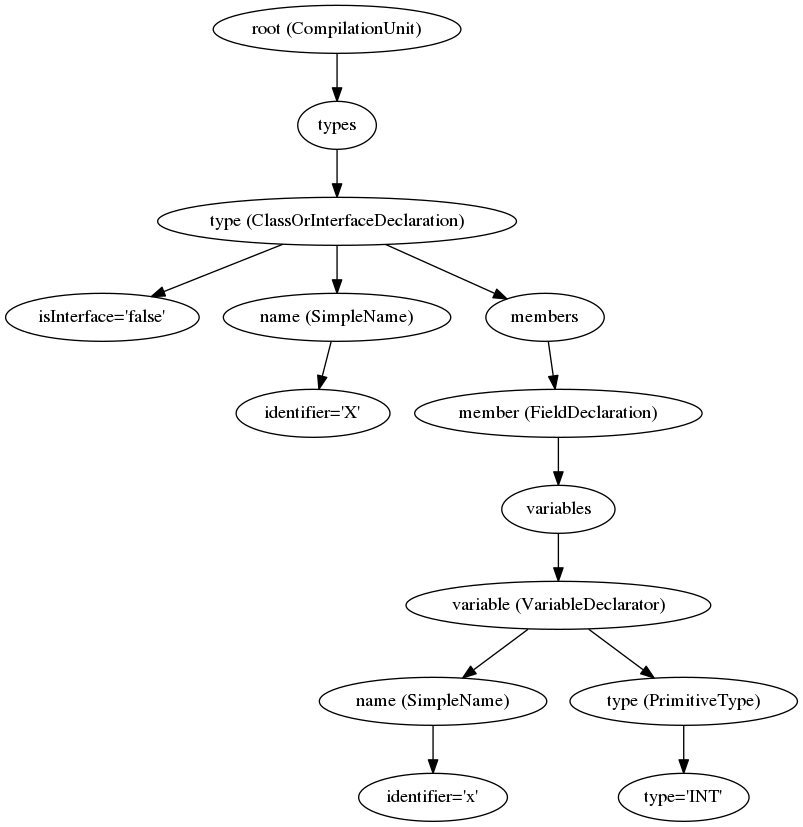 root (CompilationUnit)
types
type (ClassOrInterfaceDeclaration)
isInterface='false'
name (SimpleName)
members
identifier='X'
member (FieldDeclaration)
variables
variable (VariableDeclarator)
name (SimpleName)
type (PrimitiveType)
identifier='x'
type='INT'